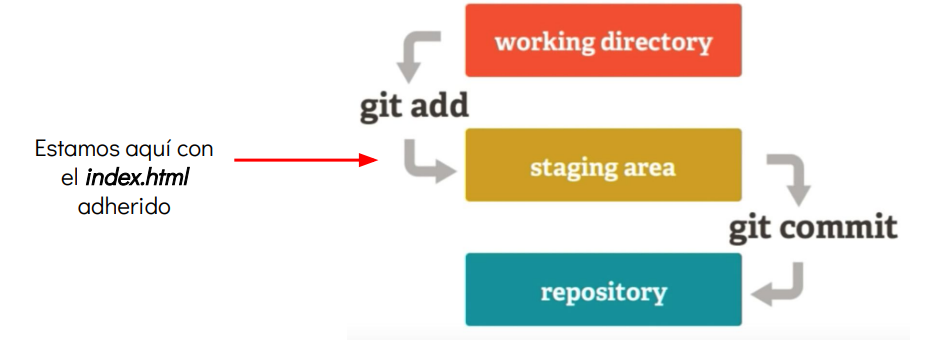 working directory
git add
Estamos aquí con
el index.html
adherido
staging area
git commit
repository